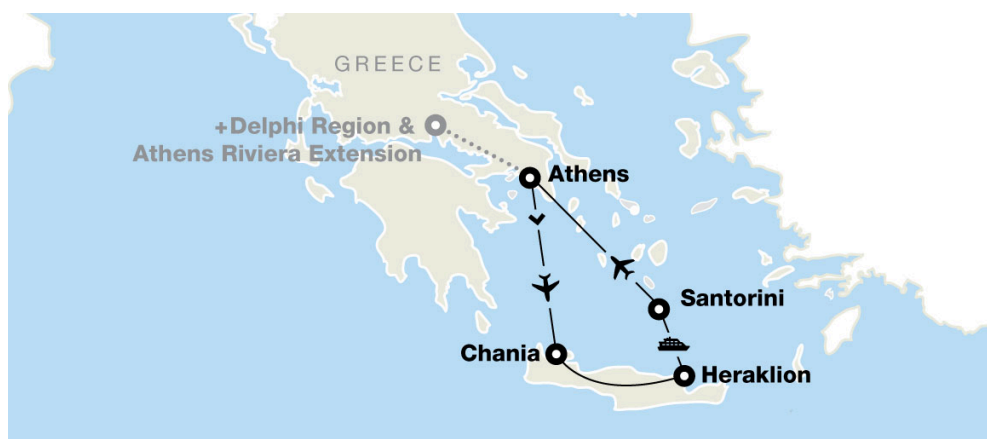 GREECE
+Delphi Region &
Athens Riviera Extension
Athens
Santorini
Chania
Heraklion